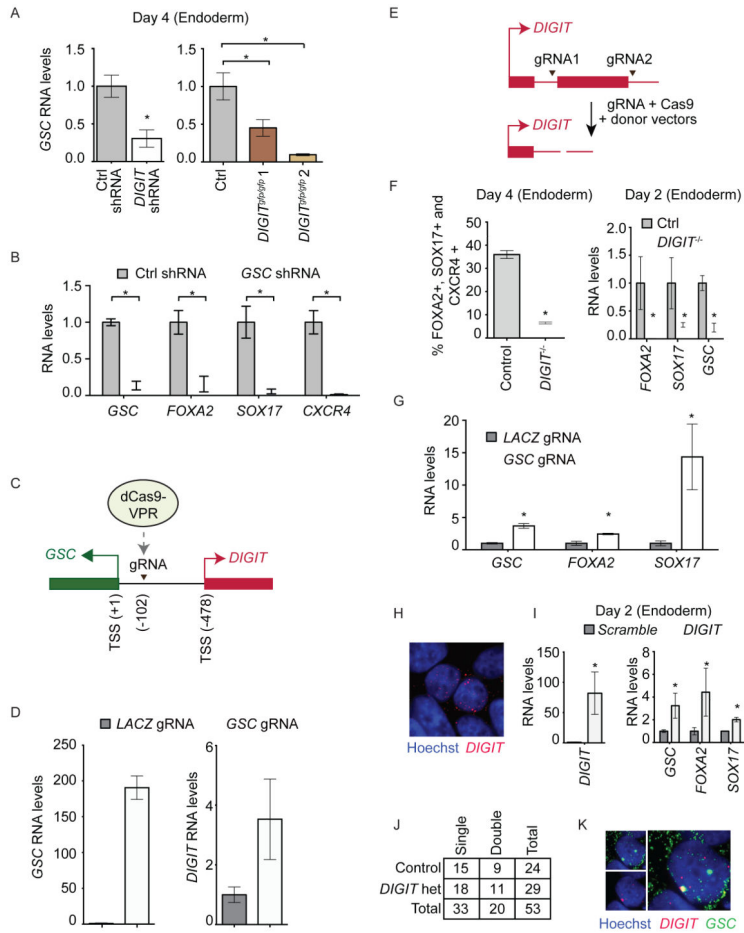 A
Day 4 (Endoderm)
GSC RNA levels
1.5
1.0
0.5
0.0
Ctrl
shRNA
DIGIT
shRNA
*
1.5
1.0
0.5
0.0
Ctrl
DIGITgfp/gfp 1
DIGITgfp/gfp 2
*
*
B
Ctrl shRNA
GSC shRNA
RNA levels
1.5
1.0
0.5
0.0
*
*
*
*
GSC
FOXA2
SOX17
CXCR4
C
dCas9-
VPR
GSC
gRNA
DIGIT
TSS (+1)
(-102)
TSS (-478)
D
LACZ gRNA
GSC gRNA
GSC RNA levels
250
200
150
100
50
0
DIGIT RNA levels
6
4
2
0
E
DIGIT
gRNA1
gRNA2
gRNA + Cas9
+ donor vectors
DIGIT
F
Day 4 (Endoderm)
% FOXA2+, SOX17+ and
CXCR4 +
50
40
30
20
10
0
*
Control
DIGIT-/-
Day 2 (Endoderm)
Ctrl
DIGIT-/-
RNA levels
2.0
1.5
1.0
0.5
0.0
*
*
*
FOXA2
SOX17
GSC
G
LACZ gRNA
GSC gRNA
RNA levels
20
15
10
5
0
*
*
*
GSC
FOXA2
SOX17
H
Hoechst DIGIT
I
Day 2 (Endoderm)
Scramble
DIGIT
RNA levels
150
100
50
0
*
DIGIT
RNA levels
8
6
4
2
0
*
*
*
GSC
FOXA2
SOX17
J
Single
Double
Total
Control 15 9 24
DIGIT het 18 11 29
Total 33 20 53
K
Hoechst DIGIT GSC